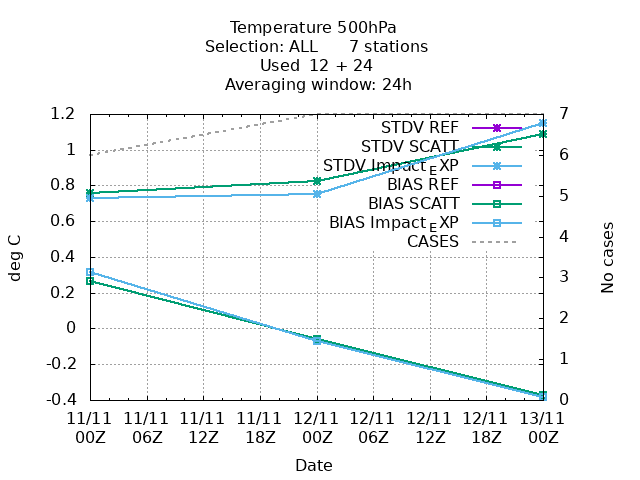 Temperature 500hPa
Selection: ALL 7 stations
Used 12 + 24
Averaging window: 24h
1.2
1
0.8
0.6
0.4
0.2
0
-0.2
-0.4
deg C
7
6
5
4
3
2
1
0
No cases
STDV REF
STDV SCATT
STDV Impact_EXP
BIAS REF
BIAS SCATT
BIAS Impact_EXP
CASES
11/11 11/11 11/11 11/11 12/11 12/11 12/11 12/11 13/11
00Z 06Z 12Z 18Z 00Z 06Z 12Z 18Z 00Z
Date